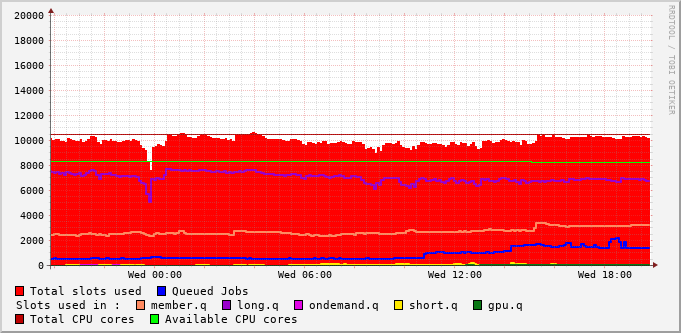 20000
18000
16000
14000
12000
10000
8000
6000
4000
2000
0
Wed 00:00 Wed 06:00 Wed 12:00 Wed 18:00
Total slots used Queued Jobs
Slots used in : member.q long.q ondemand.q short.q gpu.q
Total CPU cores Available CPU cores
RRDTOOL / TOBI OETIKER